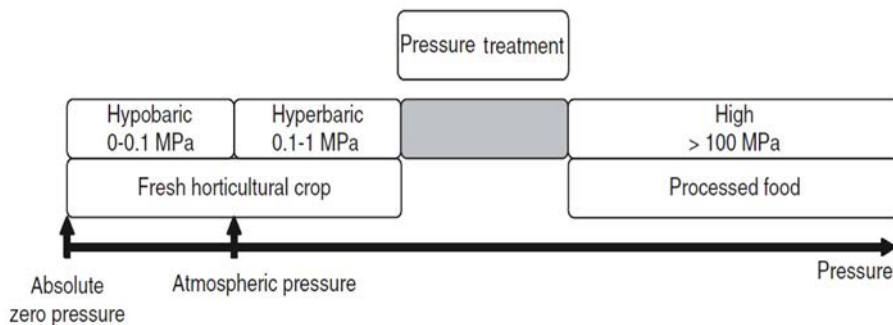 Pressure treatment
Hypobaric
0-0.1 MPa
Hyperbaric
0.1-1 MPa
High
> 100 MPa
Fresh horticultural crop
Processed food
Absolute
zero pressure
Atmospheric pressure
Pressure